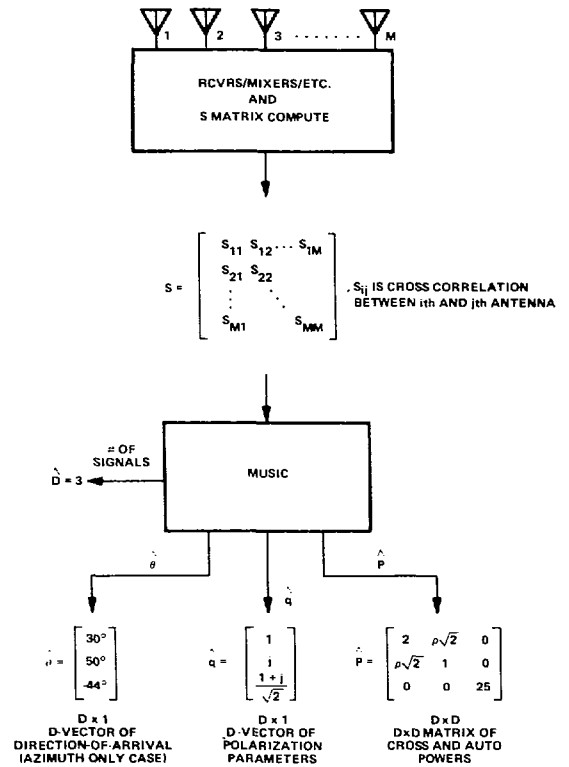 1 2 3 ........ M
RCVRS/MIXERS/ETC.
AND
S MATRIX COMPUTE
S = [ S11 S12 ··· S1M
S21 S22
⋮ ⋱
SM1 SMM ] , Sij IS CROSS CORRELATION
BETWEEN ith AND jth ANTENNA
# OF
SIGNALS
D̂ = 3
MUSIC
θ̂
q̂
P̂
θ̂ = [ 30°
50°
-44° ]
D x 1
D-VECTOR OF
DIRECTION-OF-ARRIVAL
(AZIMUTH ONLY CASE)
q̂ = [ 1
j
1 + j
√2 ]
D x 1
D-VECTOR OF
POLARIZATION
PARAMETERS
P̂ = [ 2 ρ√2 0
ρ√2 1 0
0 0 25 ]
DxD
DxD MATRIX OF
CROSS AND AUTO
POWERS